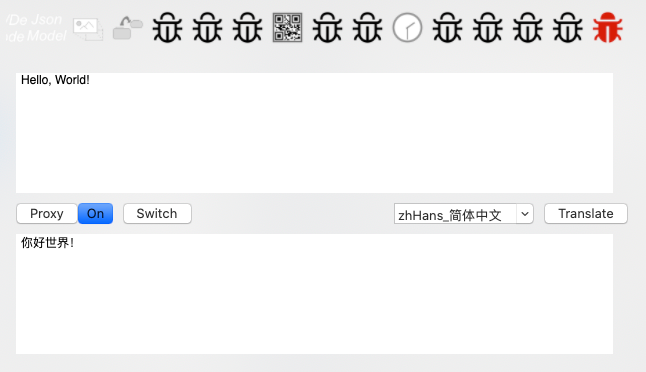 De Json
de Model
Hello, World!
Proxy
On
Switch
zhHans_简体中文
Translate
你好世界！